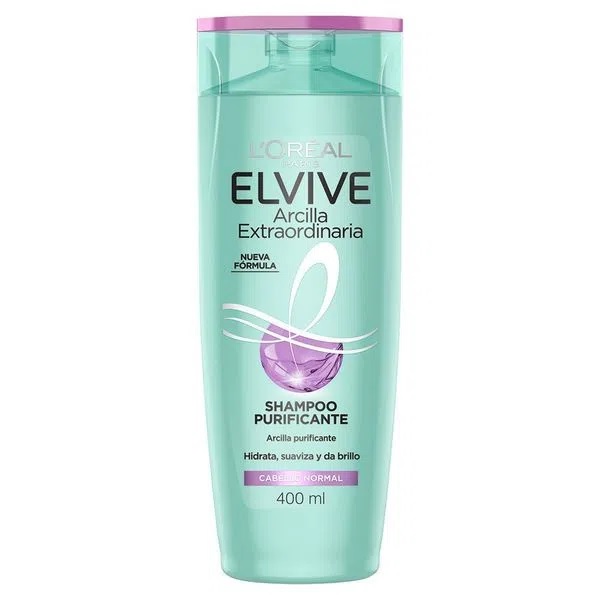 L'ORÉAL
PARIS
ELVIVE
Arcilla
Extraordinaria
NUEVA
FÓRMULA
SHAMPOO
PURIFICANTE
Arcilla purificante
Hidrata, suaviza y da brillo
CABELLO NORMAL
400 ml